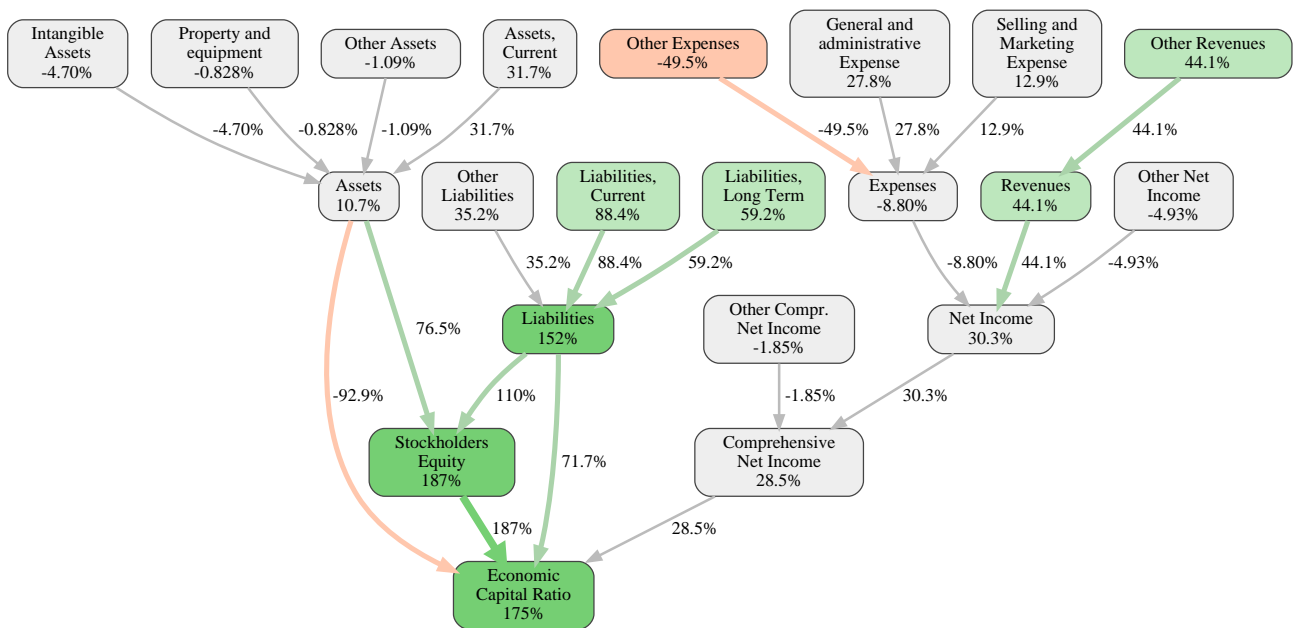 Intangible
Assets
-4.70%
Property and
equipment
-0.828%
Other Assets
-1.09%
Assets,
Current
31.7%
Other Expenses
-49.5%
General and
administrative
Expense
27.8%
Selling and
Marketing
Expense
12.9%
Other Revenues
44.1%
-4.70%
-0.828%
-1.09%
31.7%
-49.5%
27.8%
12.9%
44.1%
Assets
10.7%
Other
Liabilities
35.2%
Liabilities,
Current
88.4%
Liabilities,
Long Term
59.2%
Expenses
-8.80%
Revenues
44.1%
Other Net
Income
-4.93%
35.2%
88.4%
59.2%
-8.80%
44.1%
-4.93%
76.5%
Liabilities
152%
Other Compr.
Net Income
-1.85%
Net Income
30.3%
-92.9%
110%
-1.85%
30.3%
Stockholders
Equity
187%
71.7%
Comprehensive
Net Income
28.5%
187%
28.5%
Economic
Capital Ratio
175%